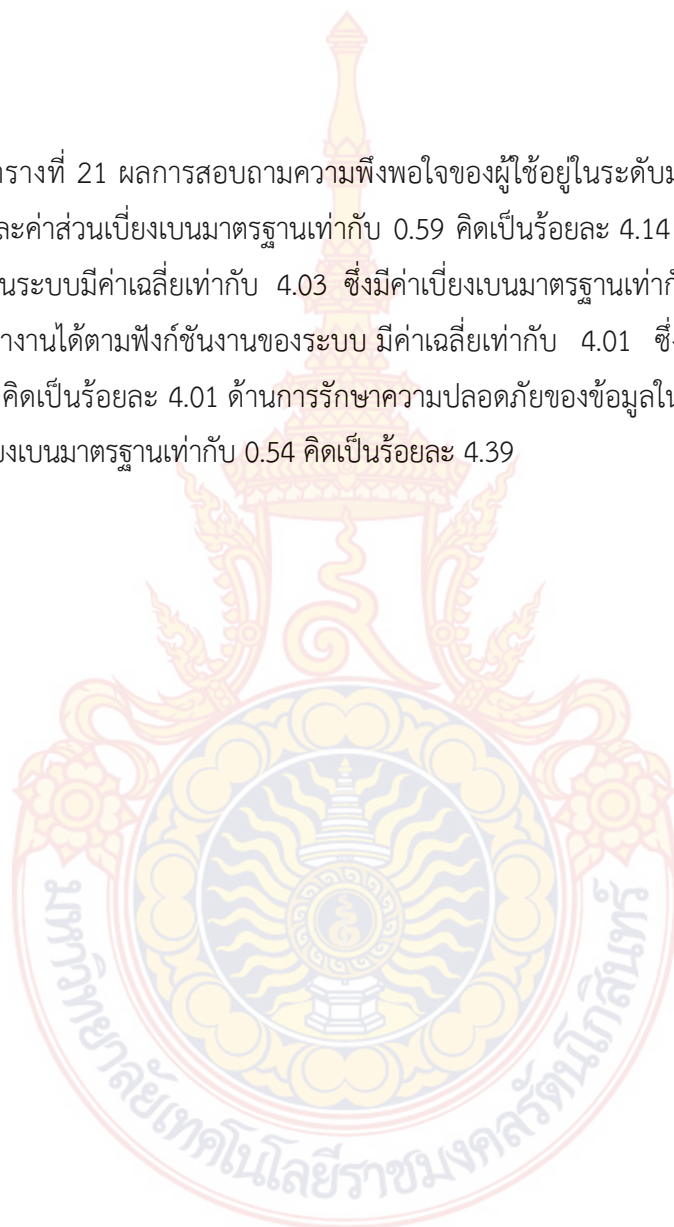 รางที่ 21 ผลการสอบถามความพึงพอใจของผู้ใช้อยู่ในระดับม
ละค่าส่วนเบี่ยงเบนมาตรฐานเท่ากับ 0.59 คิดเป็นร้อยละ 4.14
นระบบมีค่าเฉลี่ยเท่ากับ 4.03 ซึ่งมีค่าเบี่ยงเบนมาตรฐานเท่ากั
างานได้ตามฟังก์ชันงานของระบบ มีค่าเฉลี่ยเท่ากับ 4.01 ซึ่ง
คิดเป็นร้อยละ 4.01 ด้านการรักษาความปลอดภัยของข้อมูลใน
ยงเบนมาตรฐานเท่ากับ 0.54 คิดเป็นร้อยละ 4.39
มหาวิทยาลัยเทคโนโลยีราชมงคลรัตนโกสินทร์